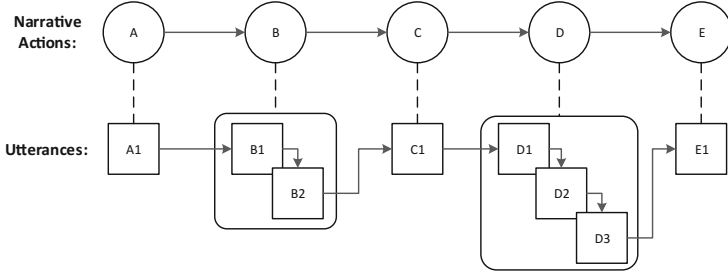 Narrative
Actions:
A
B
C
D
E
Utterances:
A1
B1
B2
C1
D1
D2
D3
E1